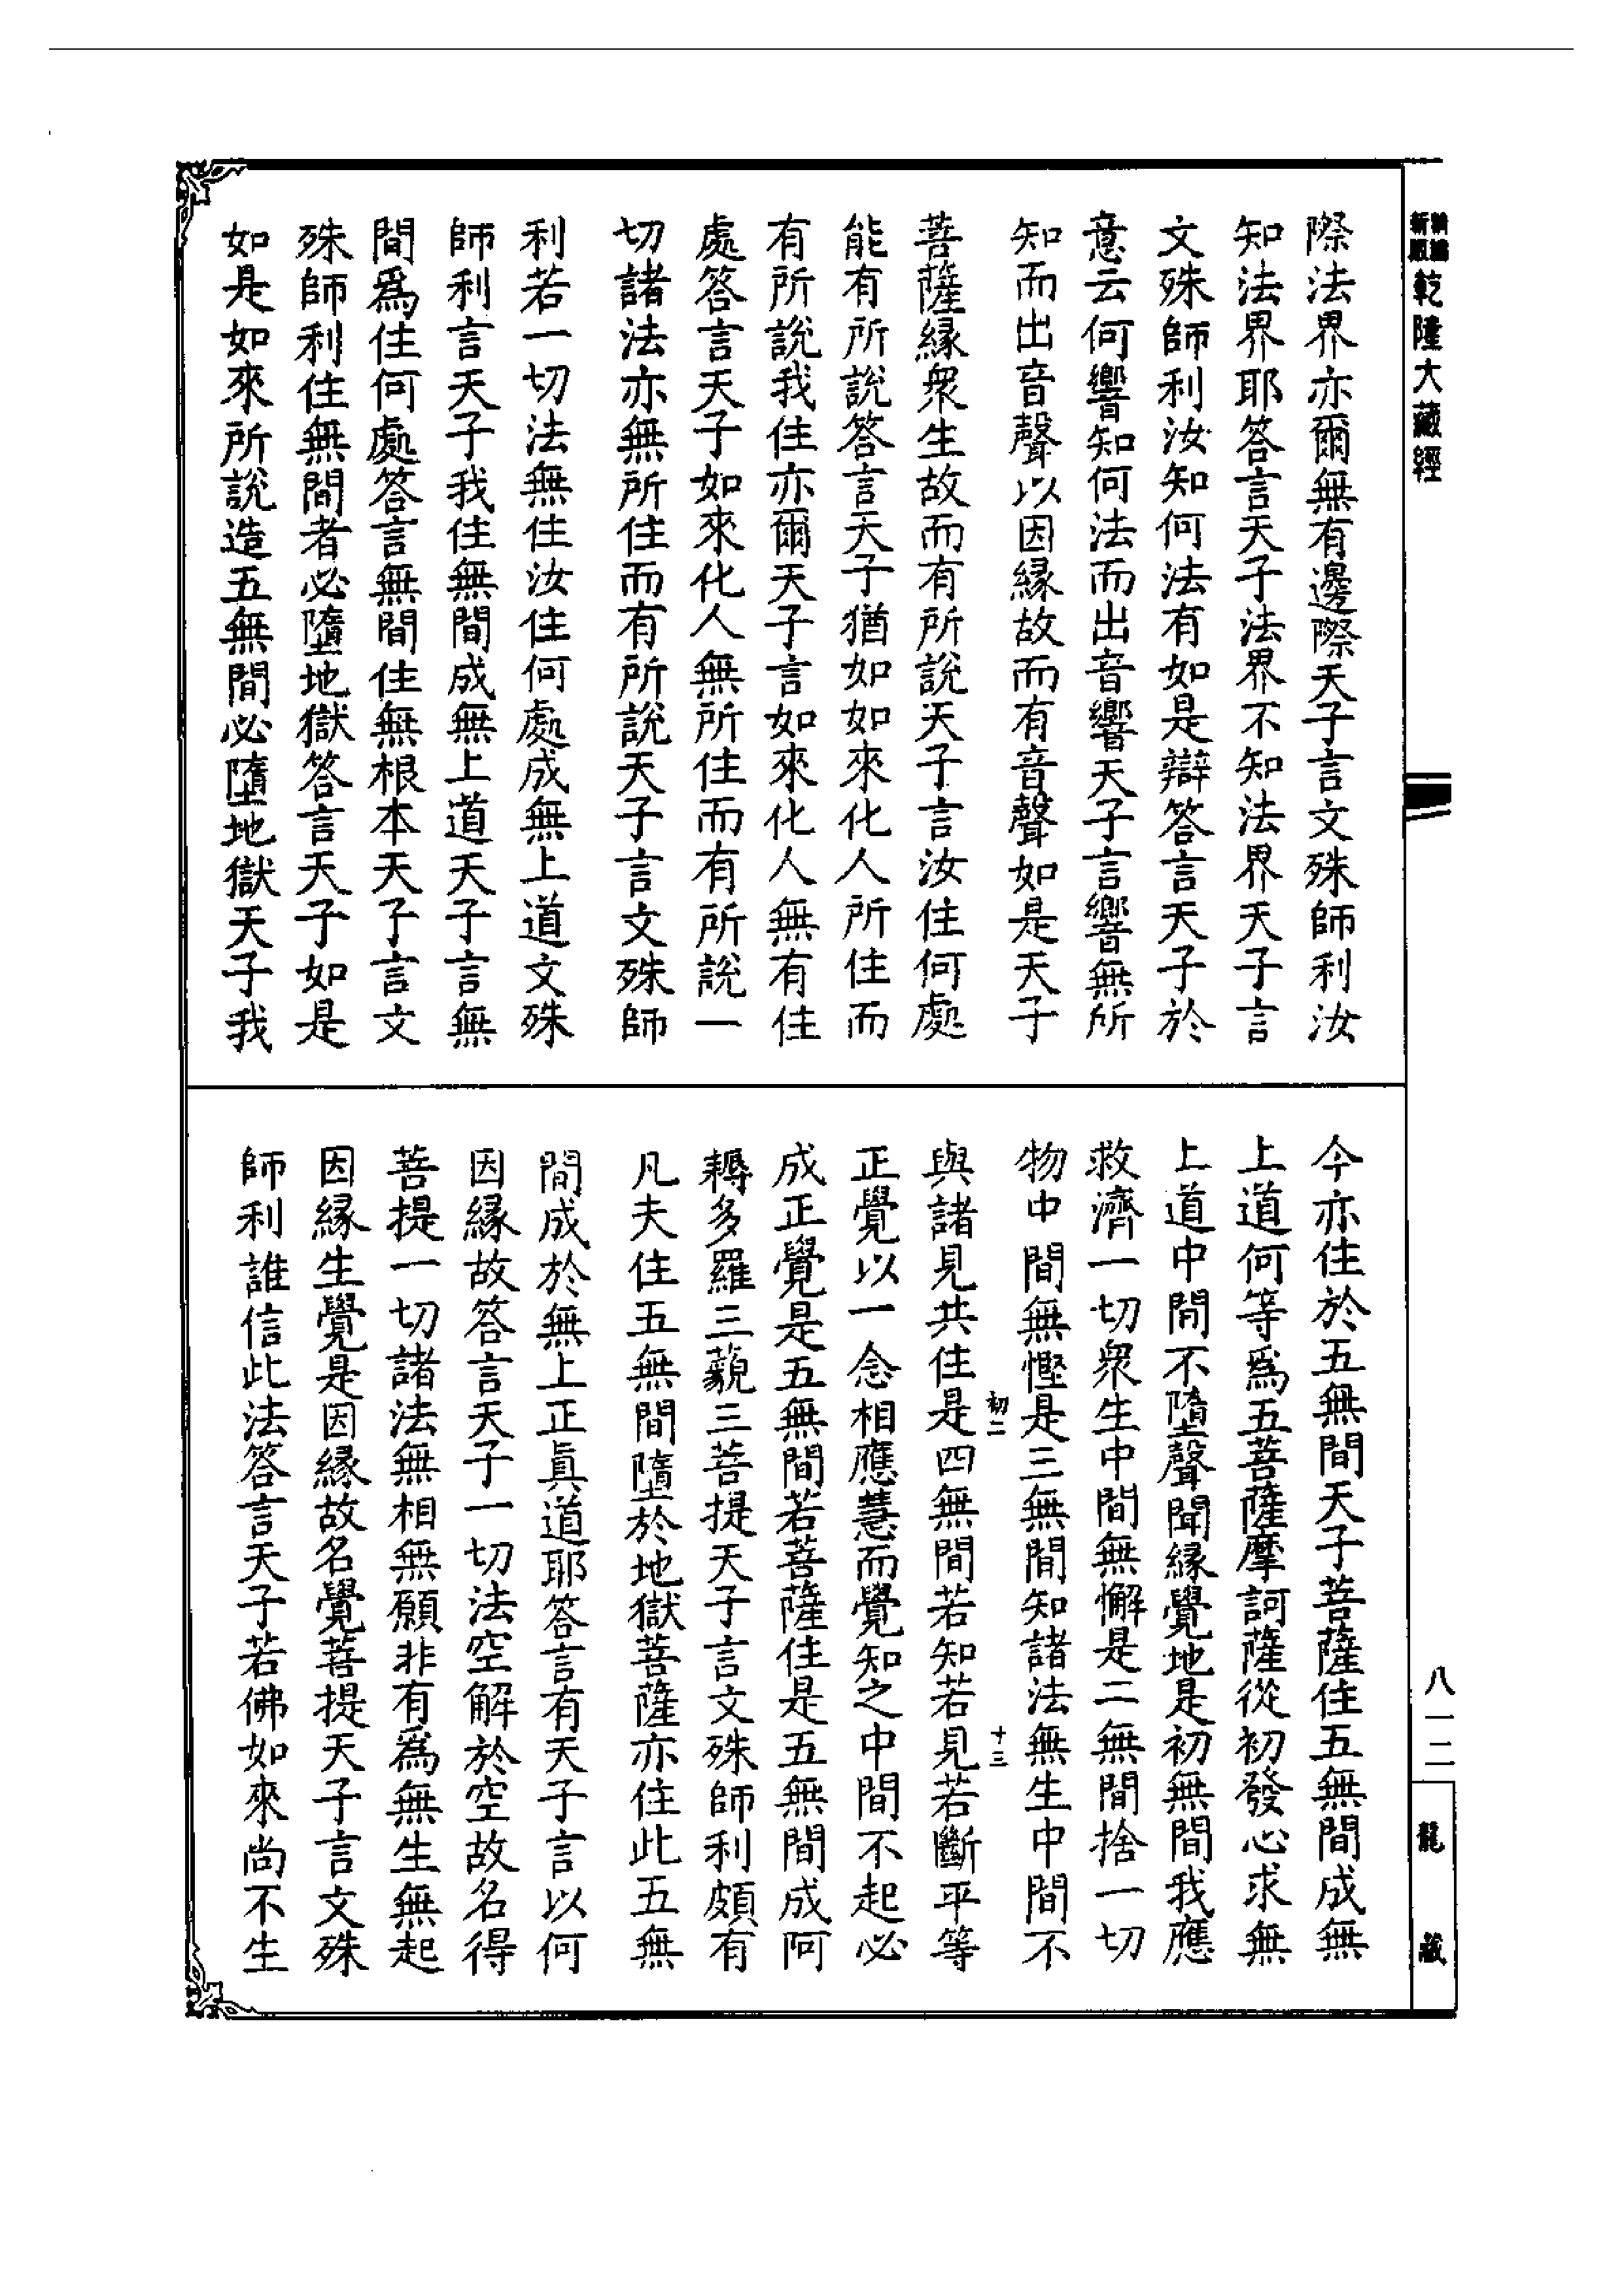 新編
新版
乾隆大藏經
際法界亦爾無有邊際天子言文殊師利汝
知法界耶答言天子法界不知法界天子言
文殊師利汝知何法有如是辯答言天子於
意云何響知何法而出音響天子言響無所
知而出音聲以因緣故而有音聲如是天子
菩薩緣衆生故而有所說天子言汝住何處
能有所說答言天子猶如如來化人所住而
有所說我住亦爾天子言如來化人無有住
處答言天子如來化人無所住而有所說一
切諸法亦無所住而有所說天子言文殊師
利若一切法無住汝住何處成無上道文殊
師利言天子我住無間成無上道天子言無
間爲住何處答言無間住無根本天子言文
殊師利住無間者必墮地獄答言天子如是
如是如來所說造五無間必墮地獄天子我
今亦住於五無間天子菩薩住五無間成無
上道何等爲五菩薩摩訶薩從初發心求無
上道中間不墮聲聞緣覺地是初無間我應
救濟一切衆生中間無懈是二無間捨一切
物中間無慳是三無間知諸法無生中間不
與諸見共住是四無間若知若見若斷平等
初二
十三
正覺以一念相應慧而覺知之中間不起必
成正覺是五無間若菩薩住是五無間成阿
耨多羅三藐三菩提天子言文殊師利頗有
凡夫住五無間墮於地獄菩薩亦住此五無
間成於無上正眞道耶答言有天子言以何
因緣故答言天子一切法空解於空故名得
菩提一切諸法無相無願非有爲無生無起
因緣生覺是因緣故名覺菩提天子言文殊
師利誰信此法答言天子若佛如來尚不生
八一二
龍藏